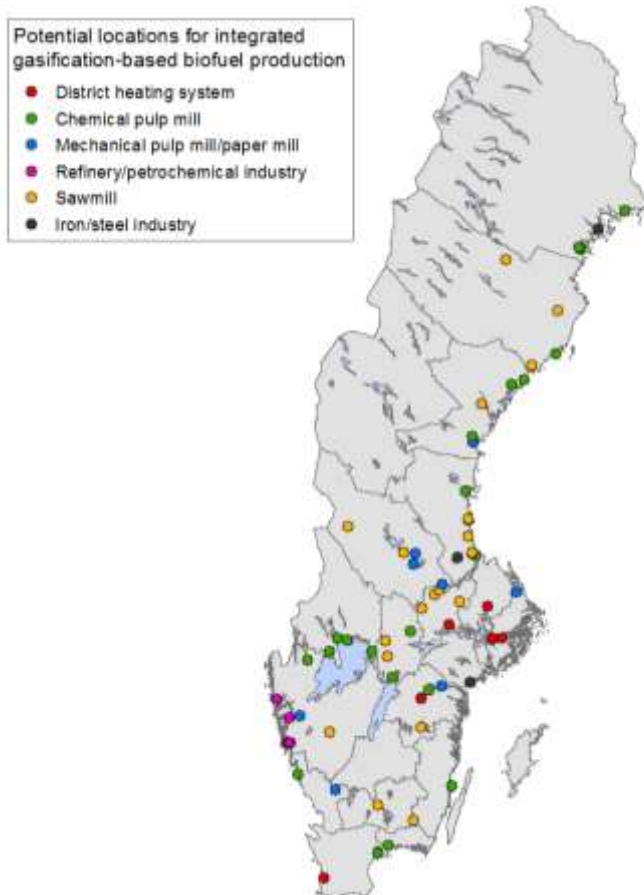 Potential locations for integrated
gasification-based biofuel production
District heating system
Chemical pulp mill
Mechanical pulp mill/paper mill
Refinery/petrochemical industry
Sawmill
Iron/steel industry